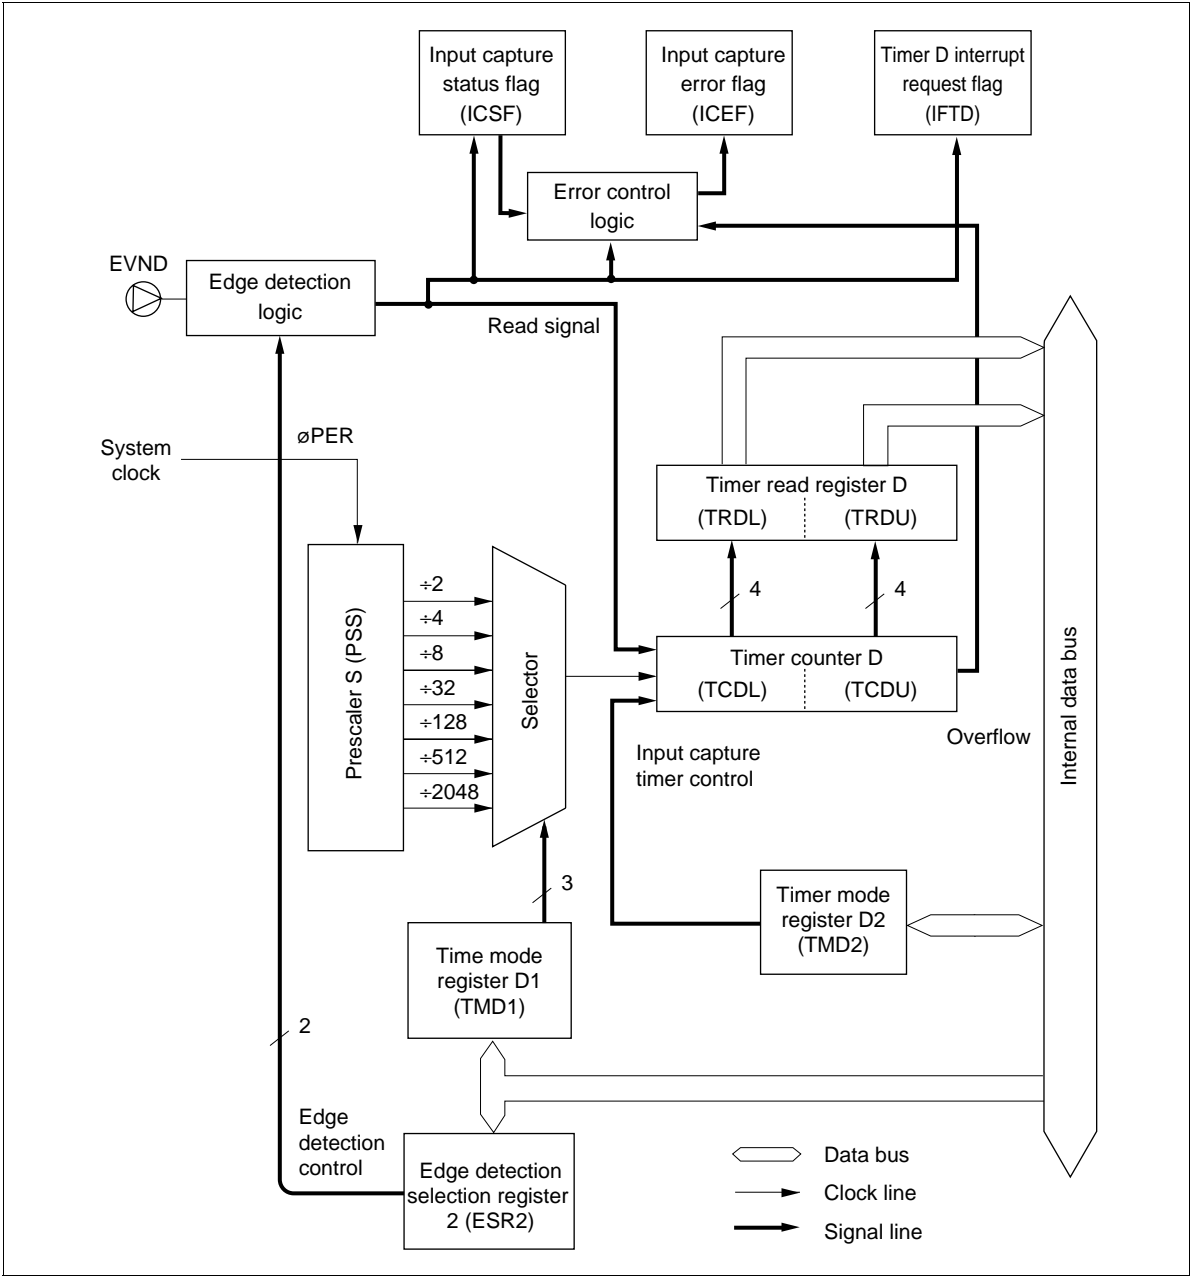 Input capture
status flag
(ICSF)
Input capture
error flag
(ICEF)
Timer D interrupt
request flag
(IFTD)
Error control
logic
EVND
Edge detection
logic
Read signal
System
clock
øPER
Timer read register D
(TRDL)
(TRDU)
4
4
Prescaler S (PSS)
÷2
÷4
÷8
÷32
÷128
÷512
÷2048
Selector
Timer counter D
(TCDL)
(TCDU)
Input capture
timer control
Overflow
Internal data bus
3
Timer mode
register D2
(TMD2)
Time mode
register D1
(TMD1)
2
Edge
detection
control
Edge detection
selection register
2 (ESR2)
Data bus
Clock line
Signal line